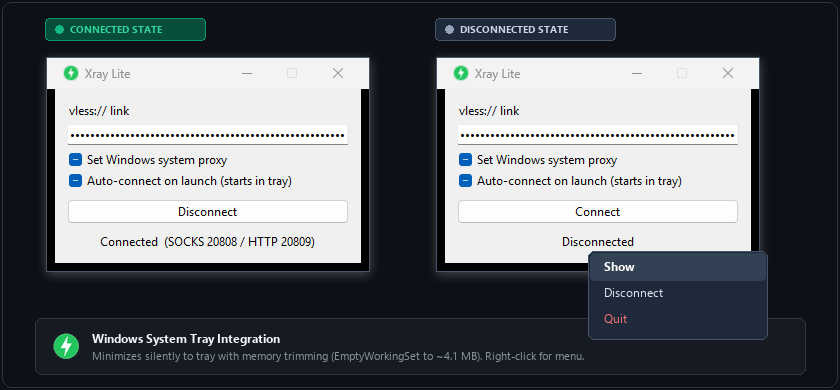 CONNECTED STATE
DISCONNECTED STATE
Xray Lite
vless:// link
••••••••••••••••••••••••••••••••••••••••••••••••••••••
Set Windows system proxy
Auto-connect on launch (starts in tray)
Disconnect
Connected (SOCKS 20808 / HTTP 20809)
Xray Lite
vless:// link
••••••••••••••••••••••••••••••••••••••••••••••••••••••
Set Windows system proxy
Auto-connect on launch (starts in tray)
Connect
Disconnected
Show
Disconnect
Quit
Windows System Tray Integration
Minimizes silently to tray with memory trimming (EmptyWorkingSet to ~4.1 MB). Right-click for menu.